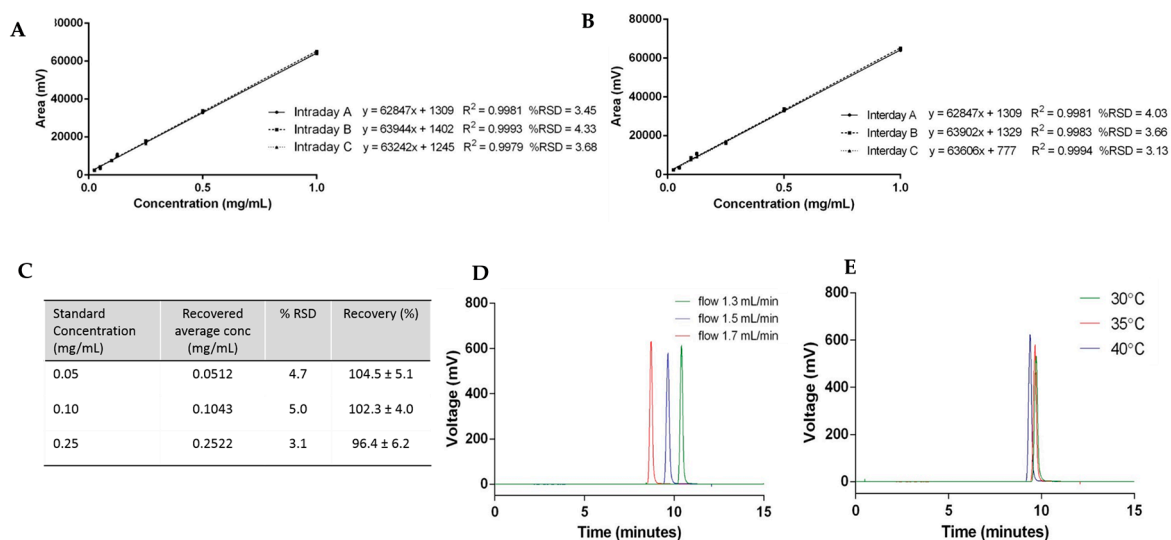 A
80000
60000
40000
20000
0
Area (mV)
0.0 0.5 1.0
Concentration (mg/mL)
Intraday A y = 62847x + 1309 R² = 0.9981 %RSD = 3.45
Intraday B y = 63944x + 1402 R² = 0.9993 %RSD = 4.33
Intraday C y = 63242x + 1245 R² = 0.9979 %RSD = 3.68
B
80000
60000
40000
20000
0
Area (mV)
0.0 0.5 1.0
Concentration (mg/mL)
Interday A y = 62847x + 1309 R² = 0.9981 %RSD = 4.03
Interday B y = 63902x + 1329 R² = 0.9983 %RSD = 3.66
Interday C y = 63606x + 777 R² = 0.9994 %RSD = 3.13
C
Standard Concentration (mg/mL) Recovered average conc (mg/mL) % RSD Recovery (%)
0.05 0.0512 4.7 104.5 ± 5.1
0.10 0.1043 5.0 102.3 ± 4.0
0.25 0.2522 3.1 96.4 ± 6.2
D
800
600
400
200
0
Voltage (mV)
0 5 10 15
Time (minutes)
flow 1.3 mL/min
flow 1.5 mL/min
flow 1.7 mL/min
E
800
600
400
200
0
Voltage (mV)
0 5 10 15
Time (minutes)
30°C
35°C
40°C